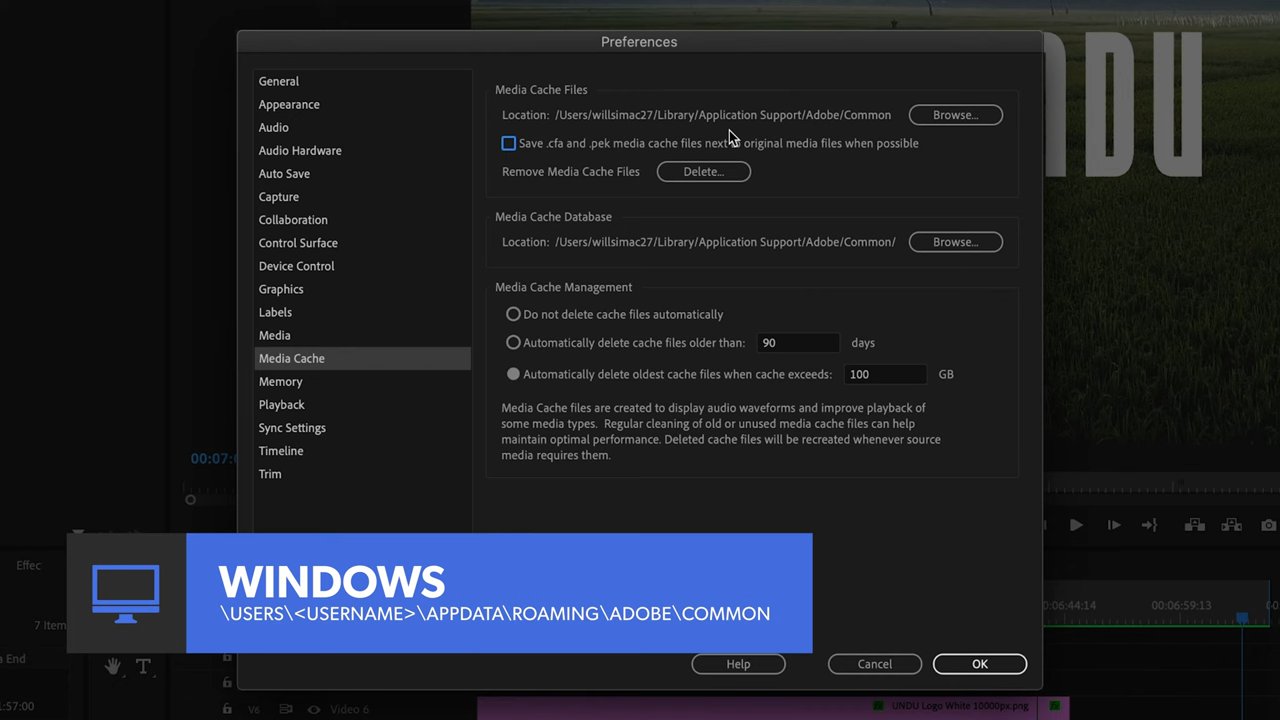 Preferences
General
Appearance
Audio
Audio Hardware
Auto Save
Capture
Collaboration
Control Surface
Device Control
Graphics
Labels
Media
Media Cache
Memory
Playback
Sync Settings
Timeline
Trim
Media Cache Files
Location: /Users/willsimac27/Library/Application Support/Adobe/Common
Browse...
Save .cfa and .pek media cache files next original media files when possible
Remove Media Cache Files
Delete...
Media Cache Database
Location: /Users/willsimac27/Library/Application Support/Adobe/Common/
Browse...
Media Cache Management
Do not delete cache files automatically
Automatically delete cache files older than: 90 days
Automatically delete oldest cache files when cache exceeds: 100 GB
Media Cache files are created to display audio waveforms and improve playback of
some media types. Regular cleaning of old or unused media cache files can help
maintain optimal performance. Deleted cache files will be recreated whenever source
media requires them.
Help
Cancel
OK
WINDOWS
\USERS\<USERNAME>\APPDATA\ROAMING\ADOBE\COMMON
NDU
00:07:0
Effec
7 Item
a End
1:57:00
0:06:44:14
00:06:59:13
V6
Video 6
UNDU Logo White 10000px.png